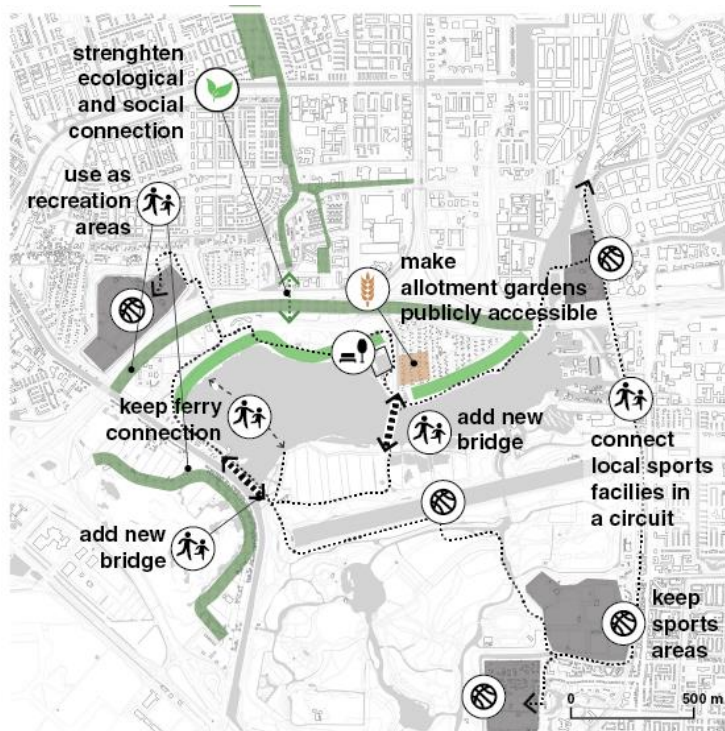 strenghten
ecological
and social
connection
use as
recreation
areas
make
allotment gardens
publicly accessible
keep ferry
connection
add new
bridge
connect
local sports
facilies in
a circuit
add new
bridge
keep
sports
areas
0 500 m